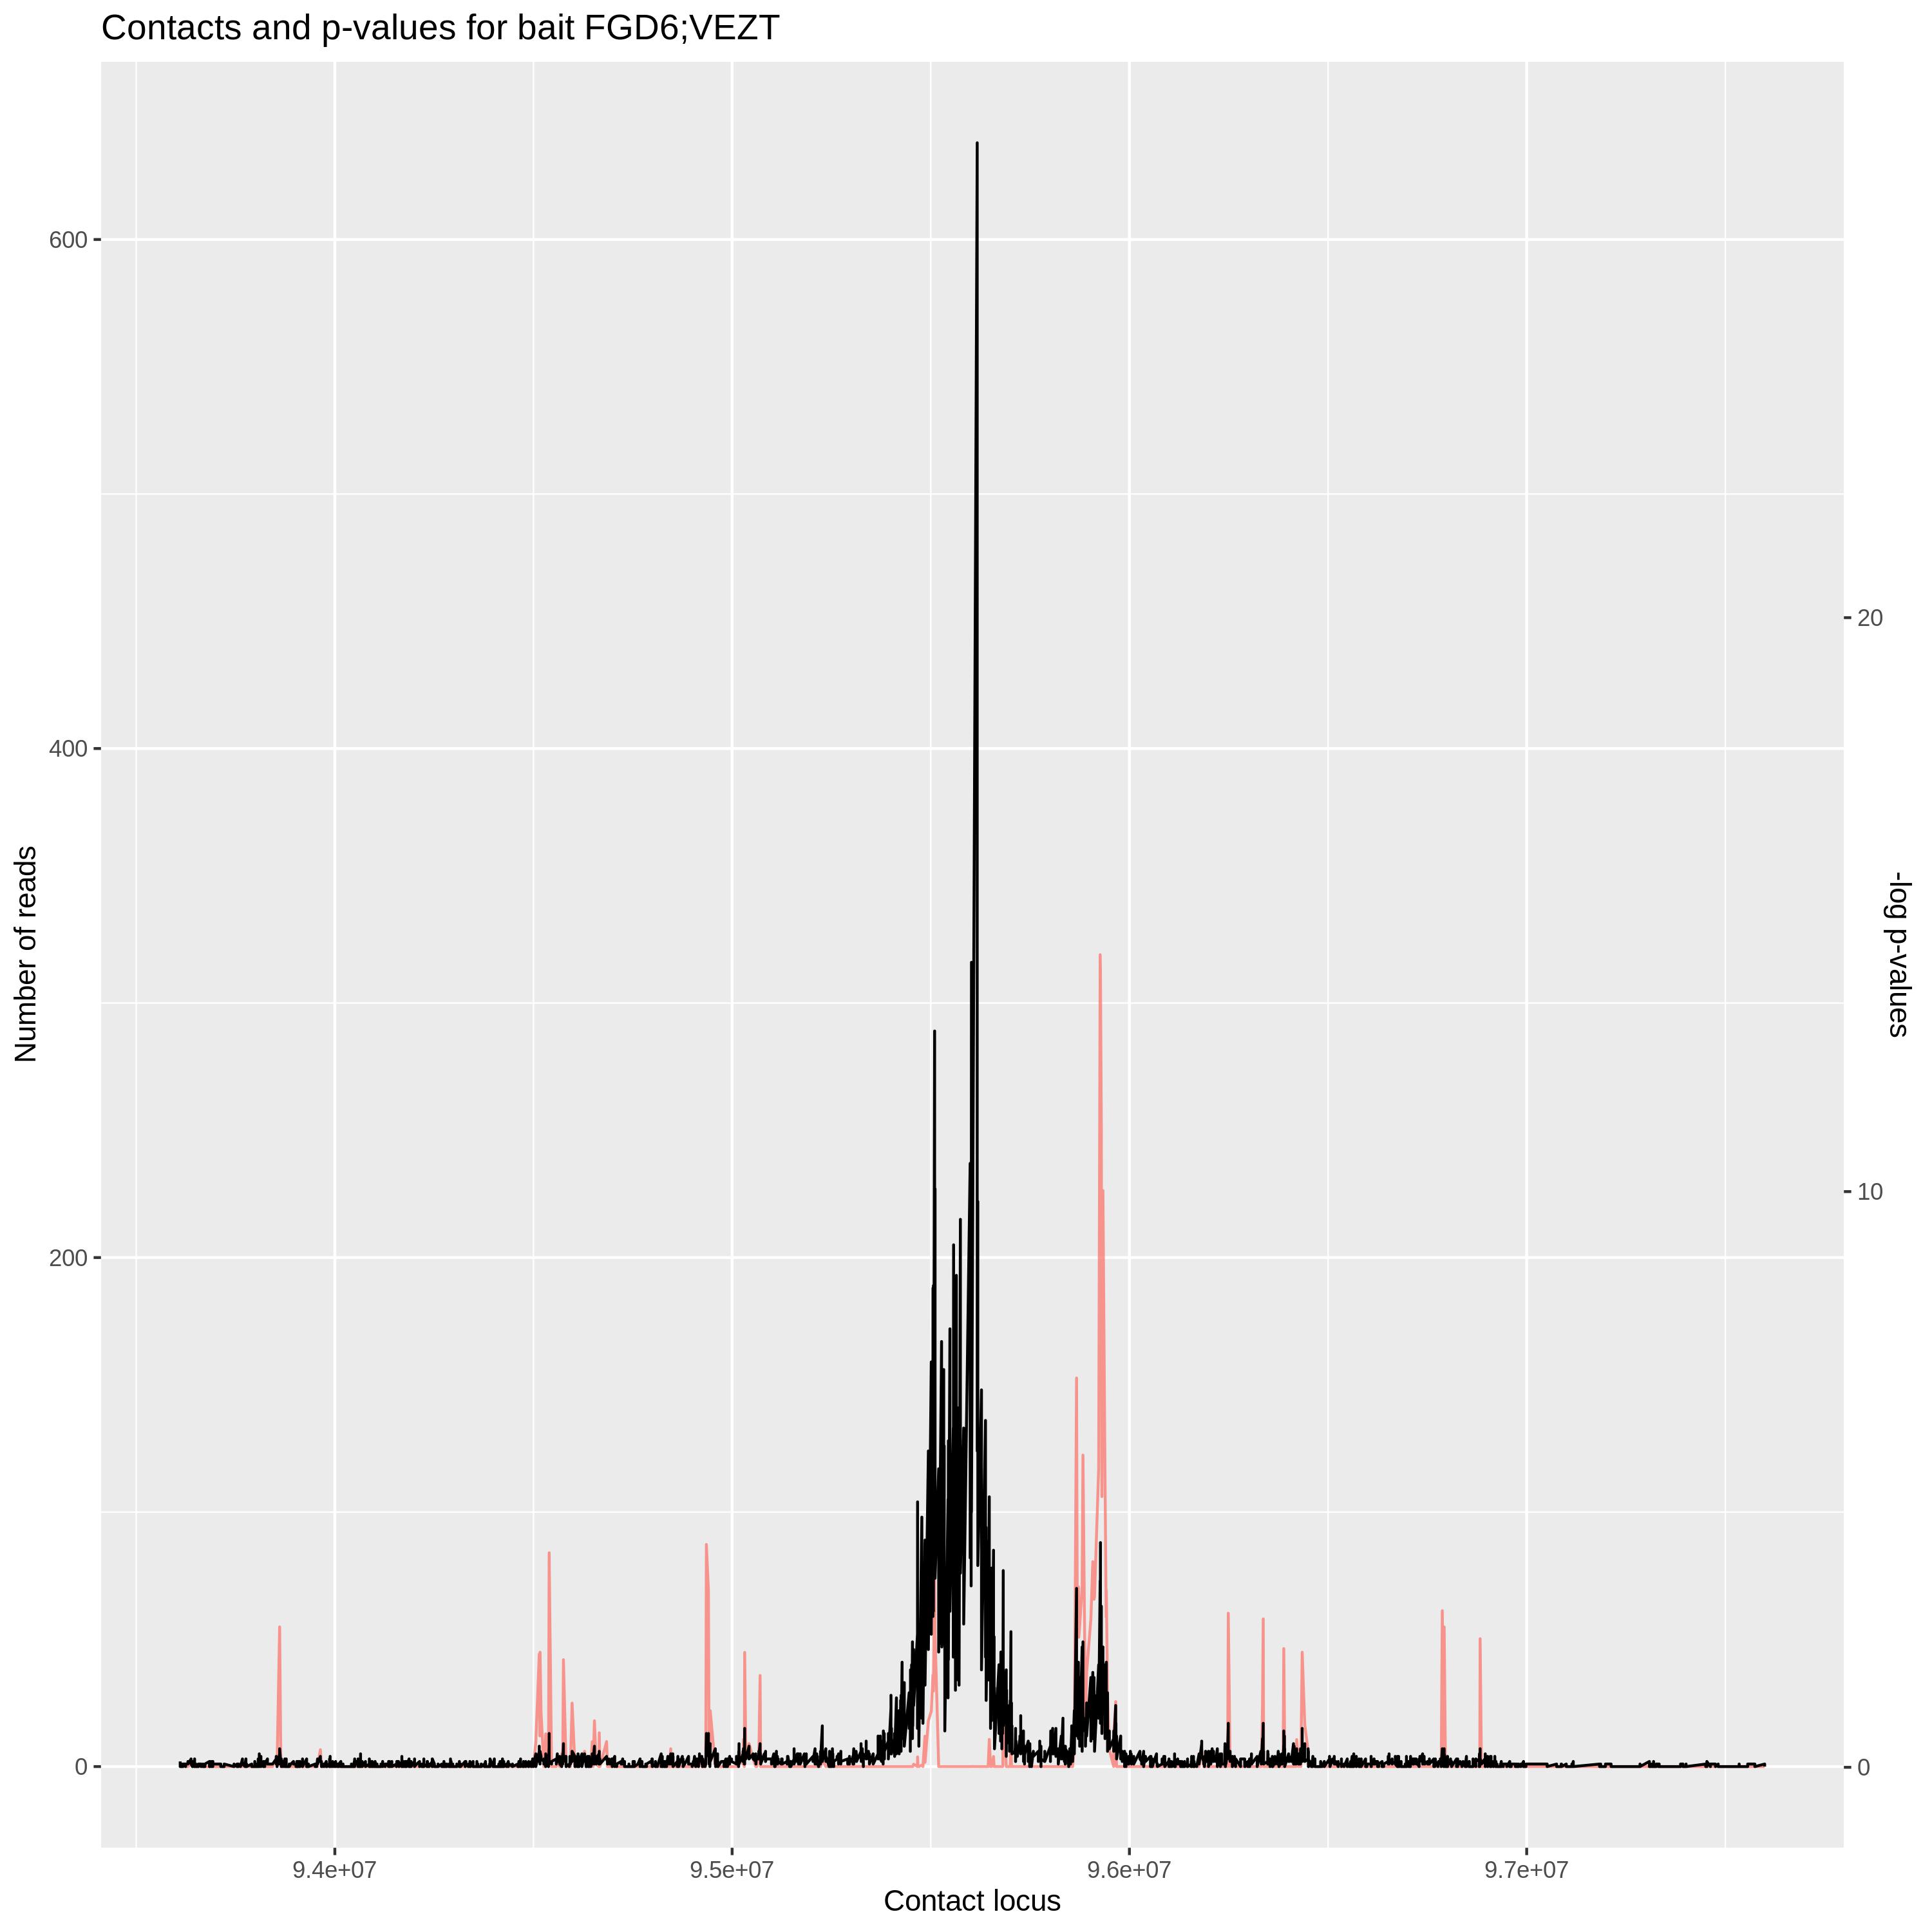 Contacts and p-values for bait FGD6;VEZT
600
400
200
0
Number of reads
20
10
0
-log p-values
9.4e+07
9.5e+07
9.6e+07
9.7e+07
Contact locus